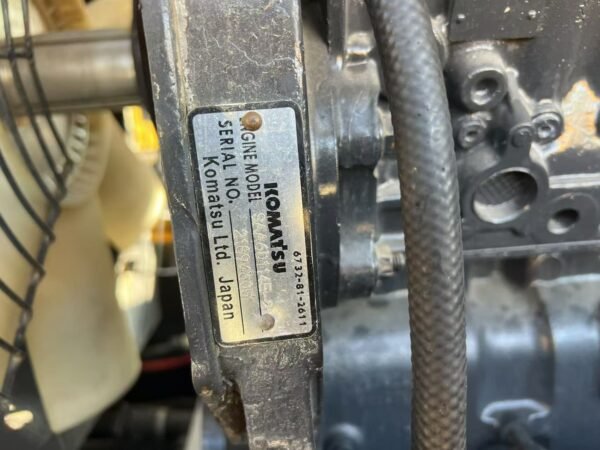 6732-81-2611
KOMATSU
ENGINE MODEL
SERIAL NO.
Komatsu Ltd. Japan